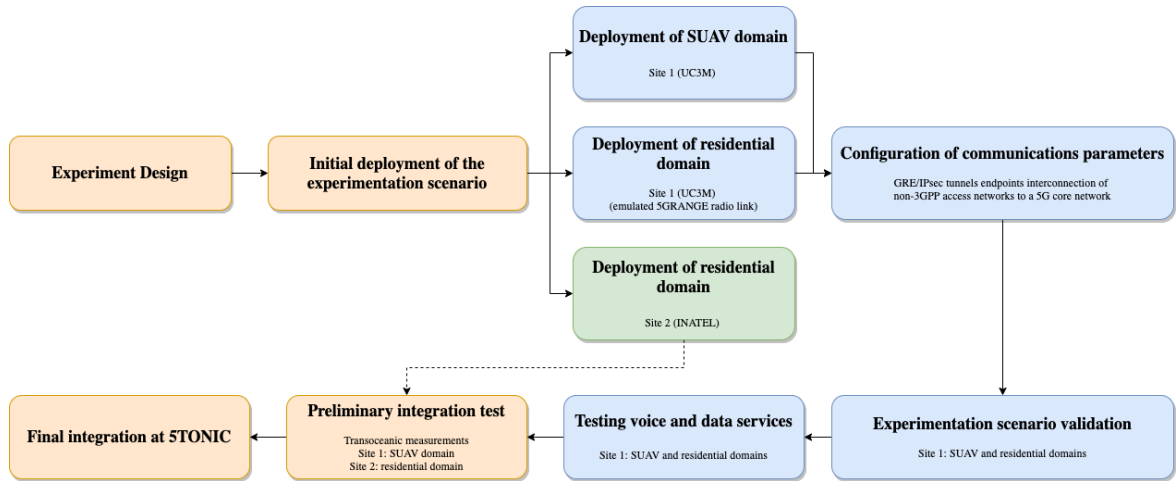 Experiment Design
Initial deployment of the
experimentation scenario
Deployment of SUAV domain
Site 1 (UC3M)
Deployment of residential
domain
Site 1 (UC3M)
(emulated 5GRANGE radio link)
Deployment of residential
domain
Site 2 (INATEL)
Configuration of communications parameters
GRE/IPsec tunnels endpoints interconnection of
non-3GPP access networks to a 5G core network
Experimentation scenario validation
Site 1: SUAV and residential domains
Testing voice and data services
Site 1: SUAV and residential domains
Preliminary integration test
Transoceanic measurements
Site 1: SUAV domain
Site 2: residential domain
Final integration at 5TONIC